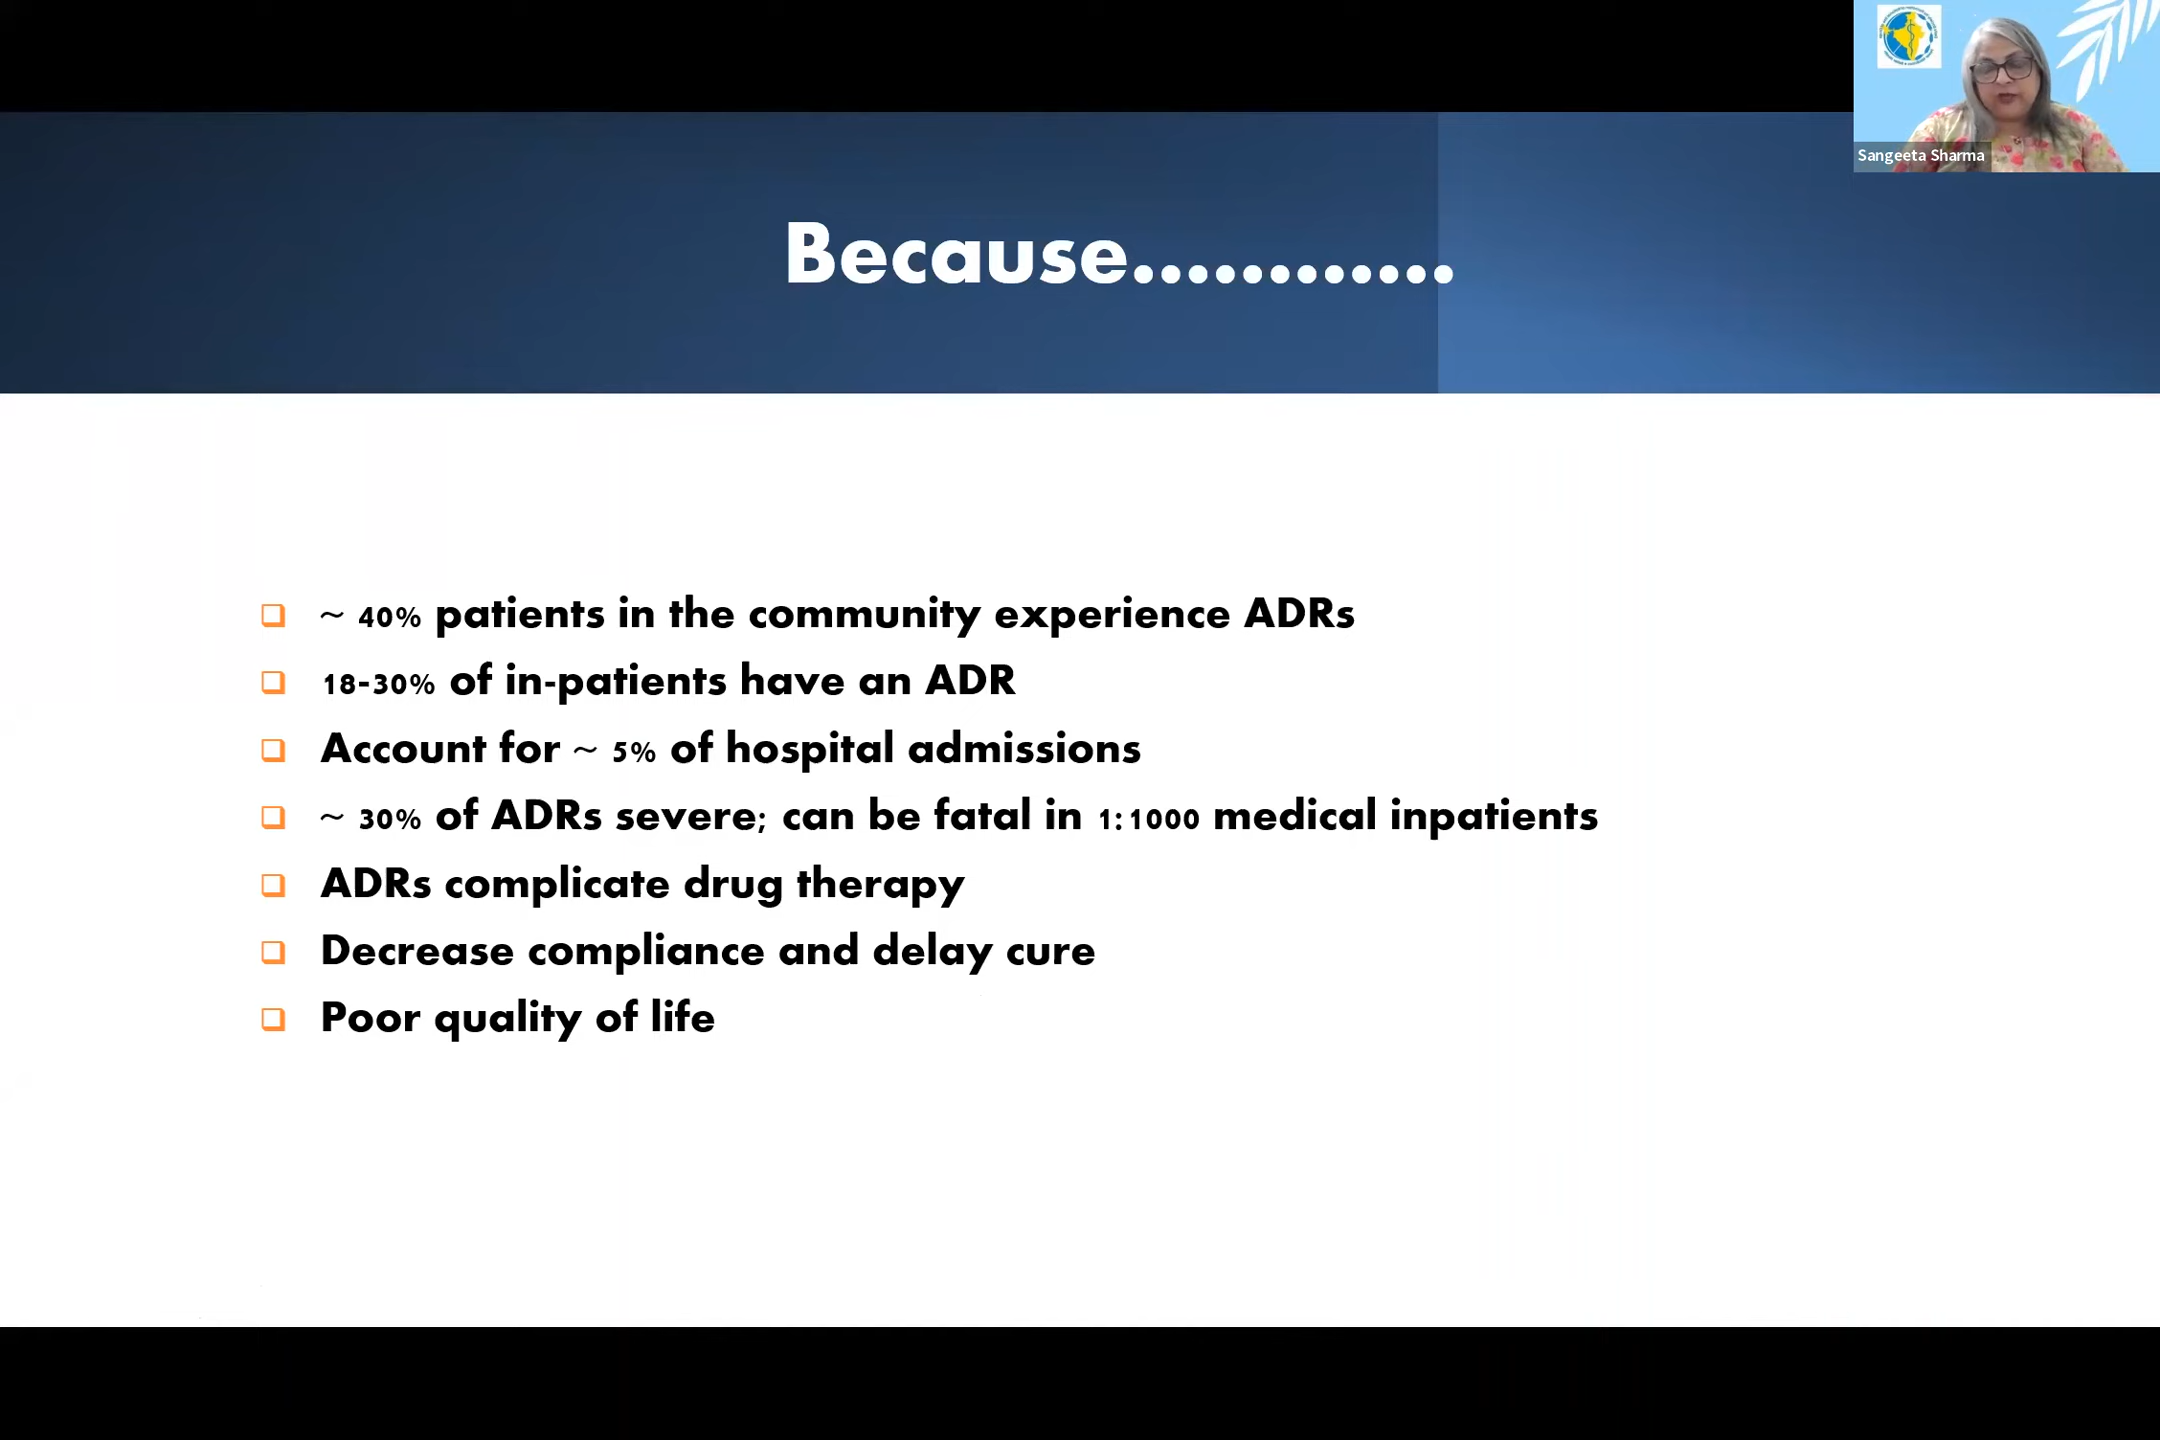 Sangeeta Sharma
Because............
~ 40% patients in the community experience ADRs
18-30% of in-patients have an ADR
Account for ~ 5% of hospital admissions
~ 30% of ADRs severe; can be fatal in 1:1000 medical inpatients
ADRs complicate drug therapy
Decrease compliance and delay cure
Poor quality of life